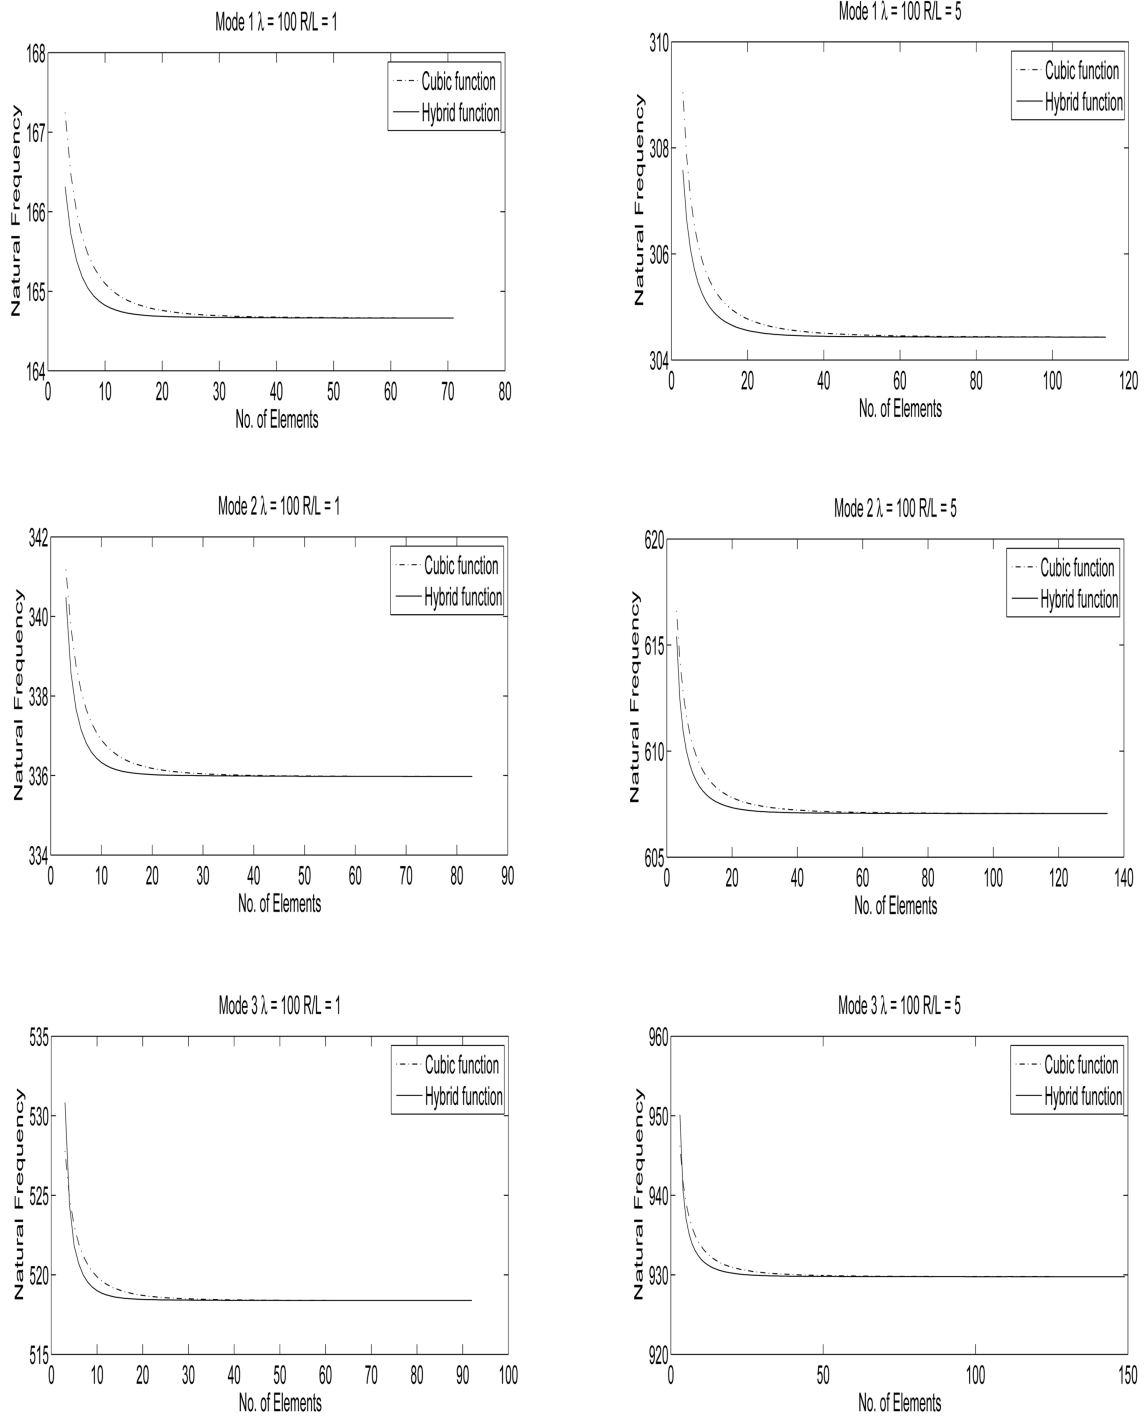 Mode 1 λ = 100 R/L = 1
168
167
166
165
164
Natural Frequency
Cubic function
Hybrid function
0 10 20 30 40 50 60 70 80
No. of Elements
Mode 1 λ = 100 R/L = 5
310
308
306
304
Natural Frequency
Cubic function
Hybrid function
0 20 40 60 80 100 120
No. of Elements
Mode 2 λ = 100 R/L = 1
342
340
338
336
334
Natural Frequency
Cubic function
Hybrid function
0 10 20 30 40 50 60 70 80 90
No. of Elements
Mode 2 λ = 100 R/L = 5
620
615
610
605
Natural Frequency
Cubic function
Hybrid function
0 20 40 60 80 100 120 140
No. of Elements
Mode 3 λ = 100 R/L = 1
535
530
525
520
515
Natural Frequency
Cubic function
Hybrid function
0 10 20 30 40 50 60 70 80 90 100
No. of Elements
Mode 3 λ = 100 R/L = 5
960
950
940
930
920
Natural Frequency
Cubic function
Hybrid function
0 50 100 150
No. of Elements